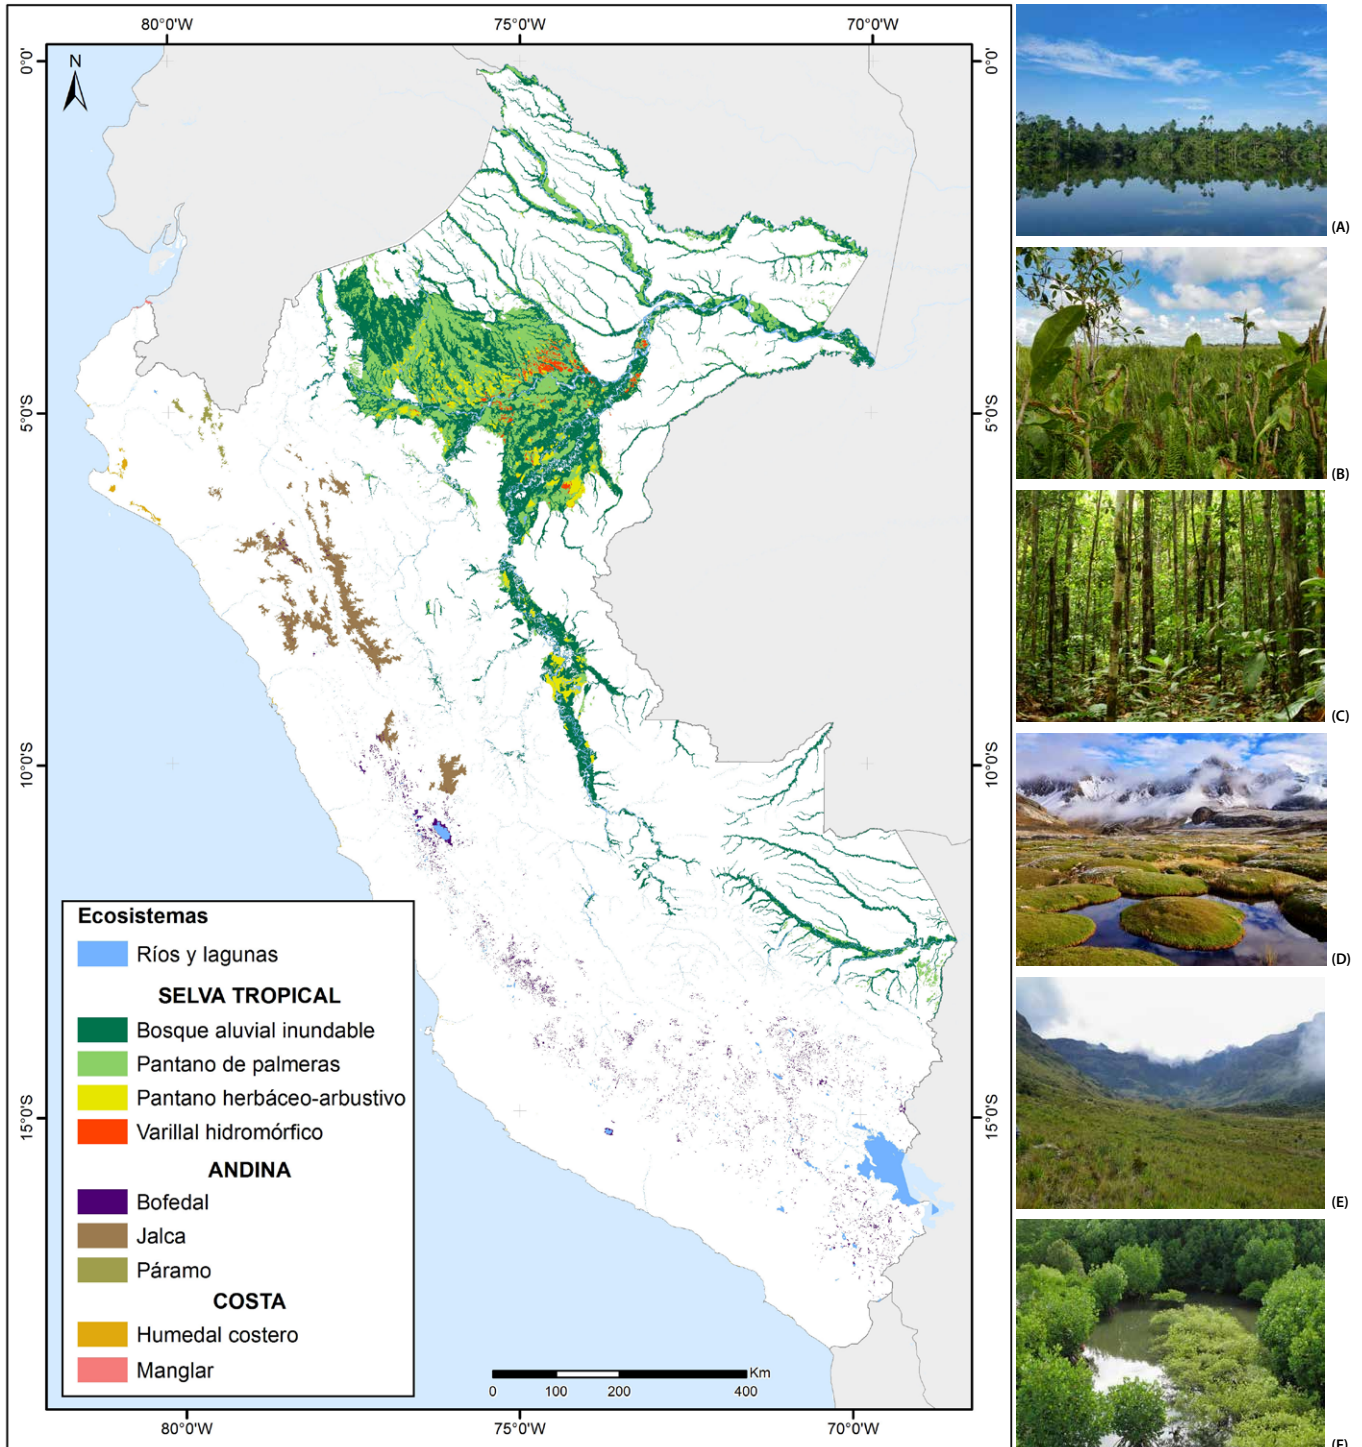 80°0'W 75°0'W 70°0'W
0°0' 0°0'
N
5°0'S 5°0'S
10°0'S 10°0'S
15°0'S 15°0'S
Ecosistemas
Ríos y lagunas
SELVA TROPICAL
Bosque aluvial inundable
Pantano de palmeras
Pantano herbáceo-arbustivo
Varillal hidromórfico
ANDINA
Bofedal
Jalca
Páramo
COSTA
Humedal costero
Manglar
Km
0 100 200 400
80°0'W 75°0'W 70°0'W
(A)
(B)
(C)
(D)
(E)
(F)